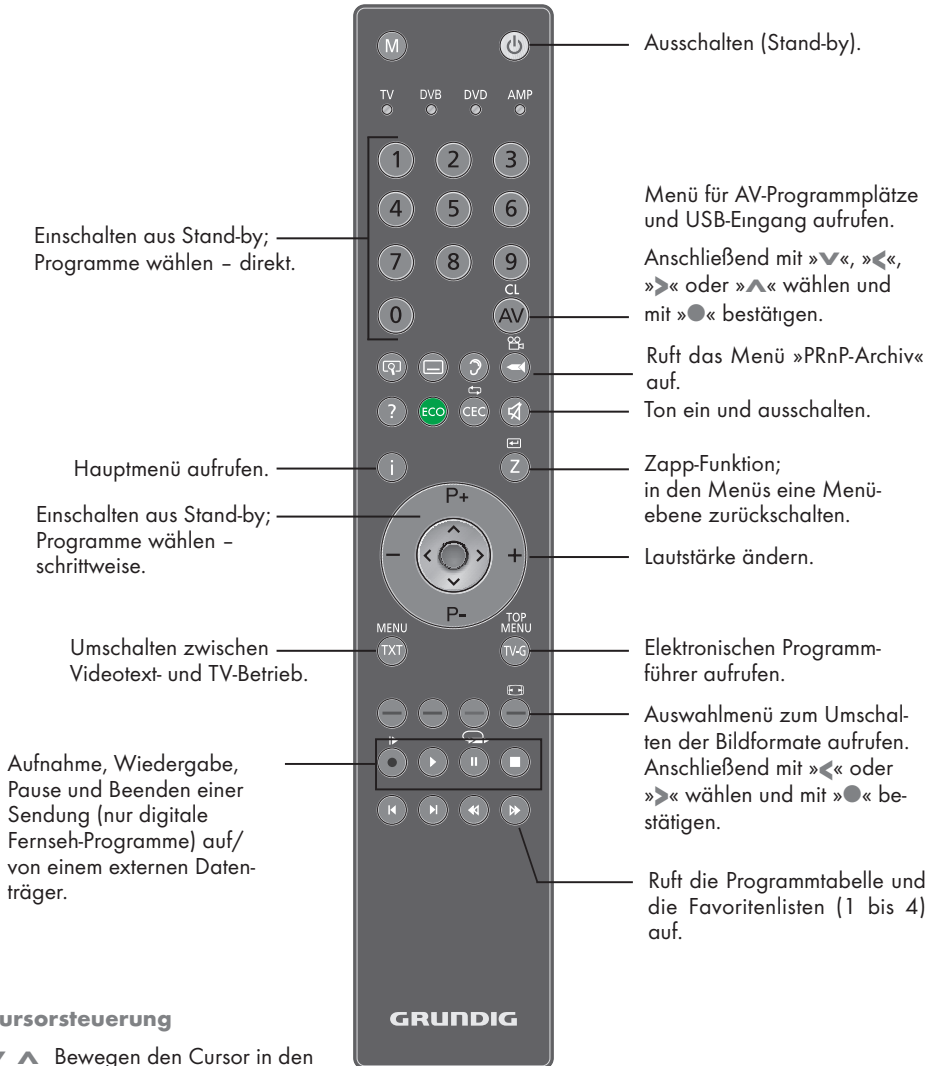 M
Ausschalten (Stand-by).
TV DVB DVD AMP
1 2 3
4 5 6
7 8 9
CL
0 AV
Einschalten aus Stand-by;
Programme wählen – direkt.
Menü für AV-Programmplätze
und USB-Eingang aufrufen.
Anschließend mit »∨«, »<«,
»>« oder »∧« wählen und
mit »●« bestätigen.
Ruft das Menü »PRnP-Archiv«
auf.
? ECO CEC
Ton ein und ausschalten.
Hauptmenü aufrufen.
i Z
Zapp-Funktion;
in den Menüs eine Menü-
ebene zurückschalten.
Einschalten aus Stand-by;
Programme wählen –
schrittweise.
P+
- +
P-
Lautstärke ändern.
Umschalten zwischen
Videotext- und TV-Betrieb.
MENU
TXT
TOP
MENU
TV-G
Elektronischen Programm-
führer aufrufen.
Auswahlmenü zum Umschal-
ten der Bildformate aufrufen.
Anschließend mit »<« oder
»>« wählen und mit »●« be-
stätigen.
Aufnahme, Wiedergabe,
Pause und Beenden einer
Sendung (nur digitale
Fernseh-Programme) auf/
von einem externen Daten-
träger.
Ruft die Programmtabelle und
die Favoritenlisten (1 bis 4)
auf.
GRUNDIG
ursorsteuerung
∧ Bewegen den Cursor in den